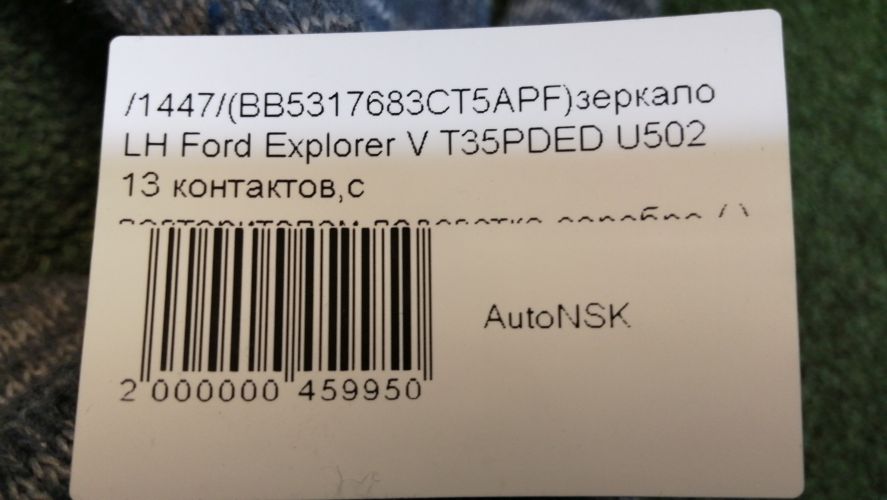 /1447/(BB5317683CT5APF)зеркало
LH Ford Explorer V T35PDED U502
13 контактов,с
AutoNSK
2 000000 459950